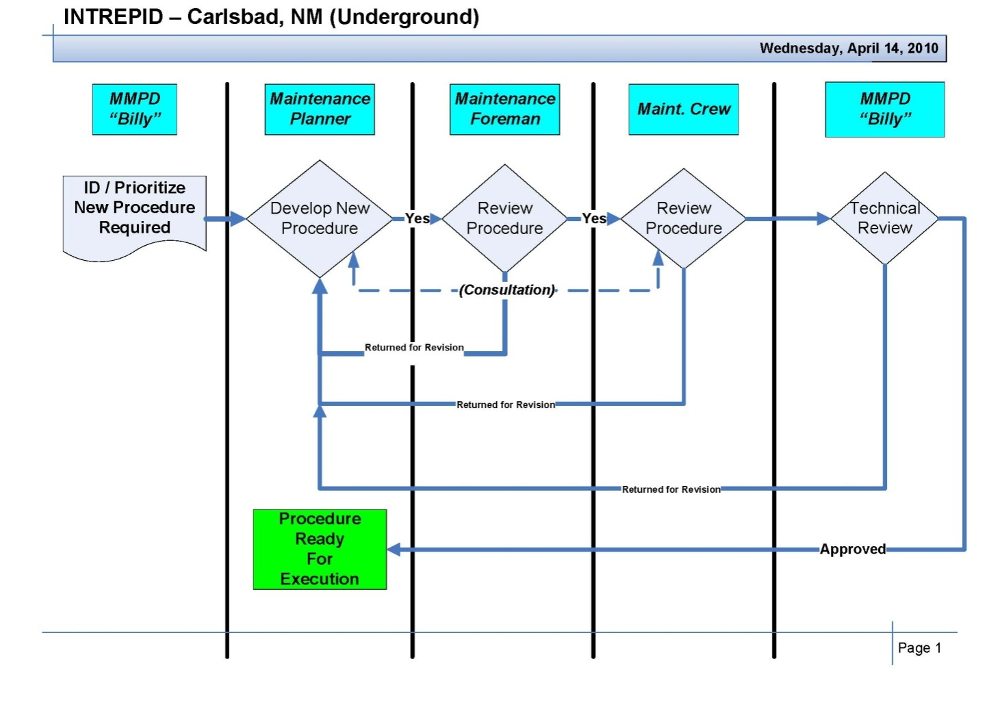 INTREPID – Carlsbad, NM (Underground)
Wednesday, April 14, 2010
MMPD
“Billy”
Maintenance
Planner
Maintenance
Foreman
Maint. Crew
MMPD
“Billy”
ID / Prioritize
New Procedure
Required
Develop New
Procedure
Yes
Review
Procedure
Yes
Review
Procedure
Technical
Review
(Consultation)
Returned for Revision
Returned for Revision
Returned for Revision
Procedure
Ready
For
Execution
Approved
Page 1